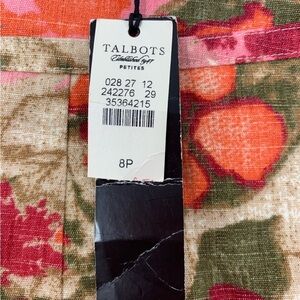 TALBOTS
Established 1947
PETITES
028 27 12
242276 29
35364215
8P